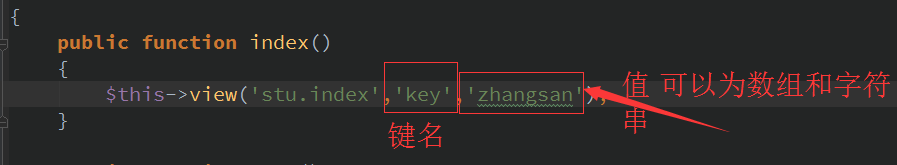 {
public function index()
{
$this->view('stu.index','key','zhangsan');
}
值 可以为数组和字符
串
键名